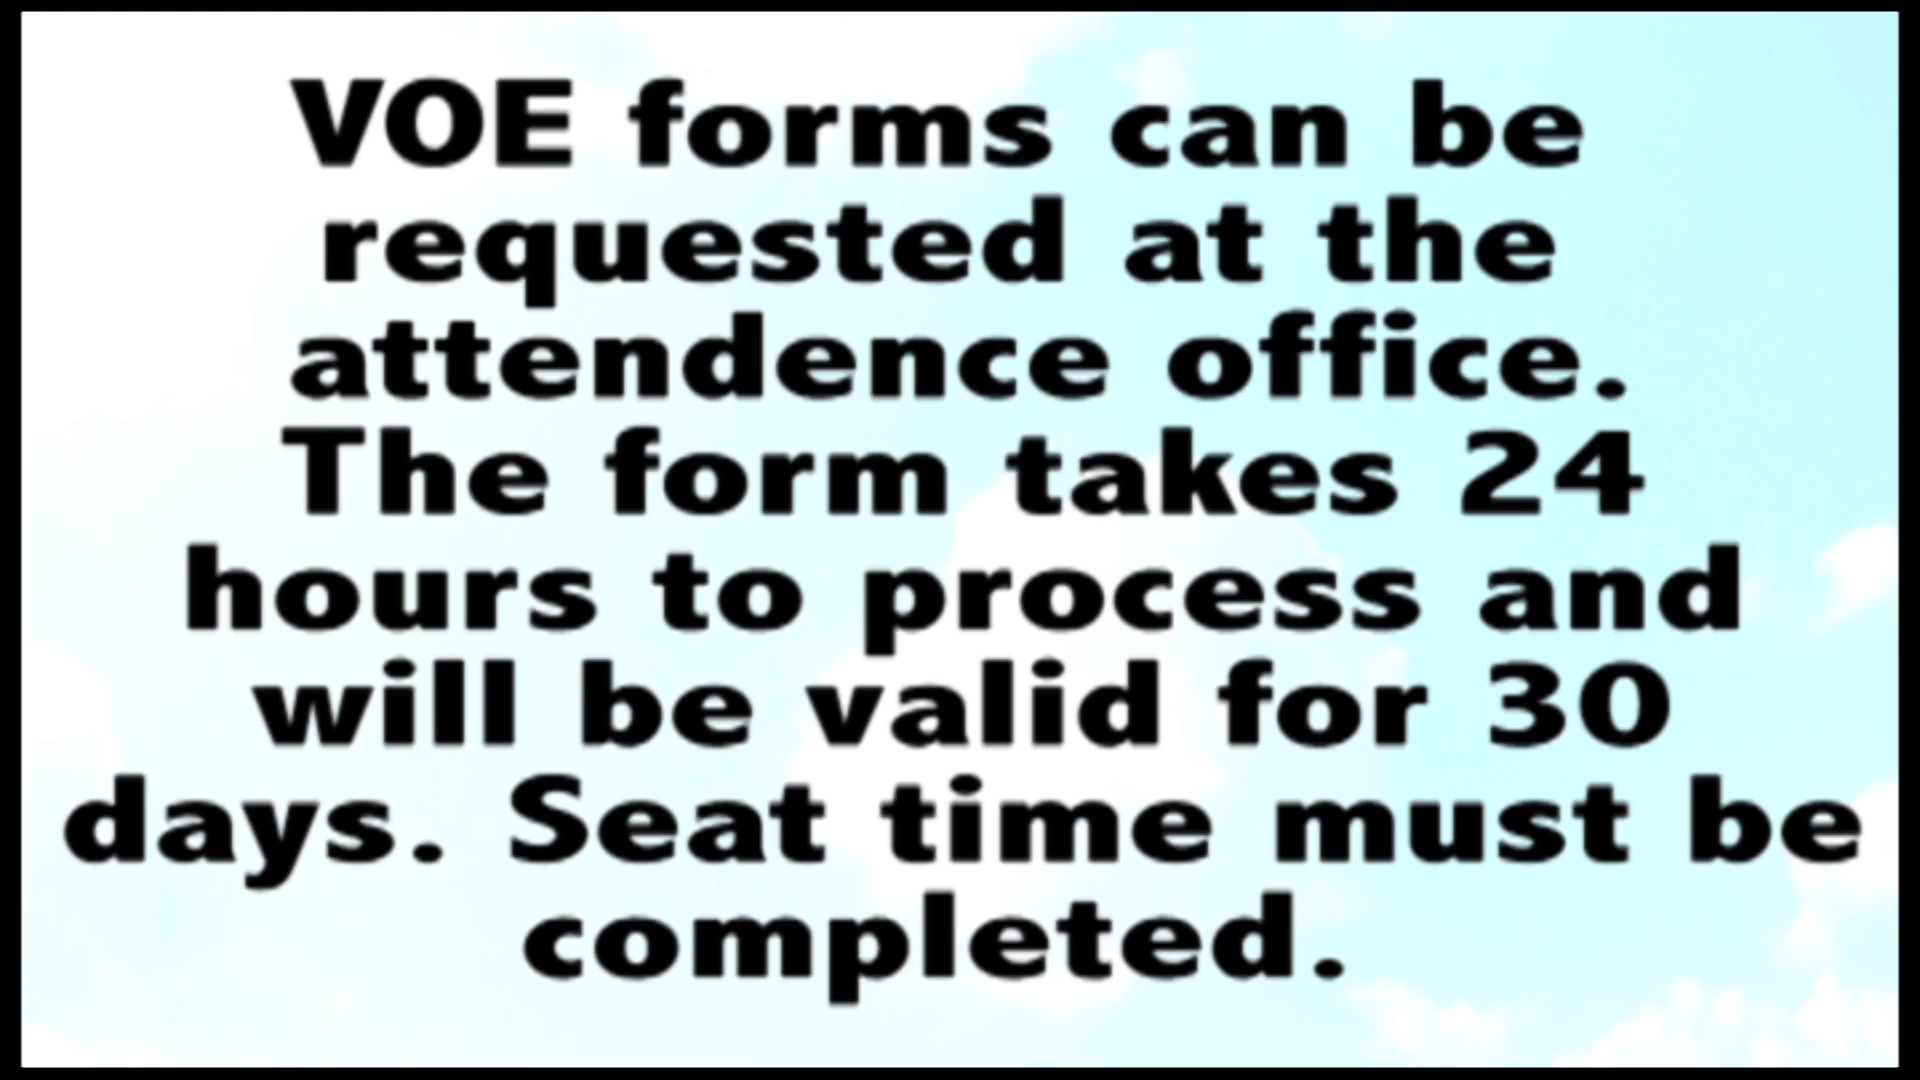 VOE forms can be
requested at the
attendence office.
The form takes 24
hours to process and
will be valid for 30
days. Seat time must be
completed.